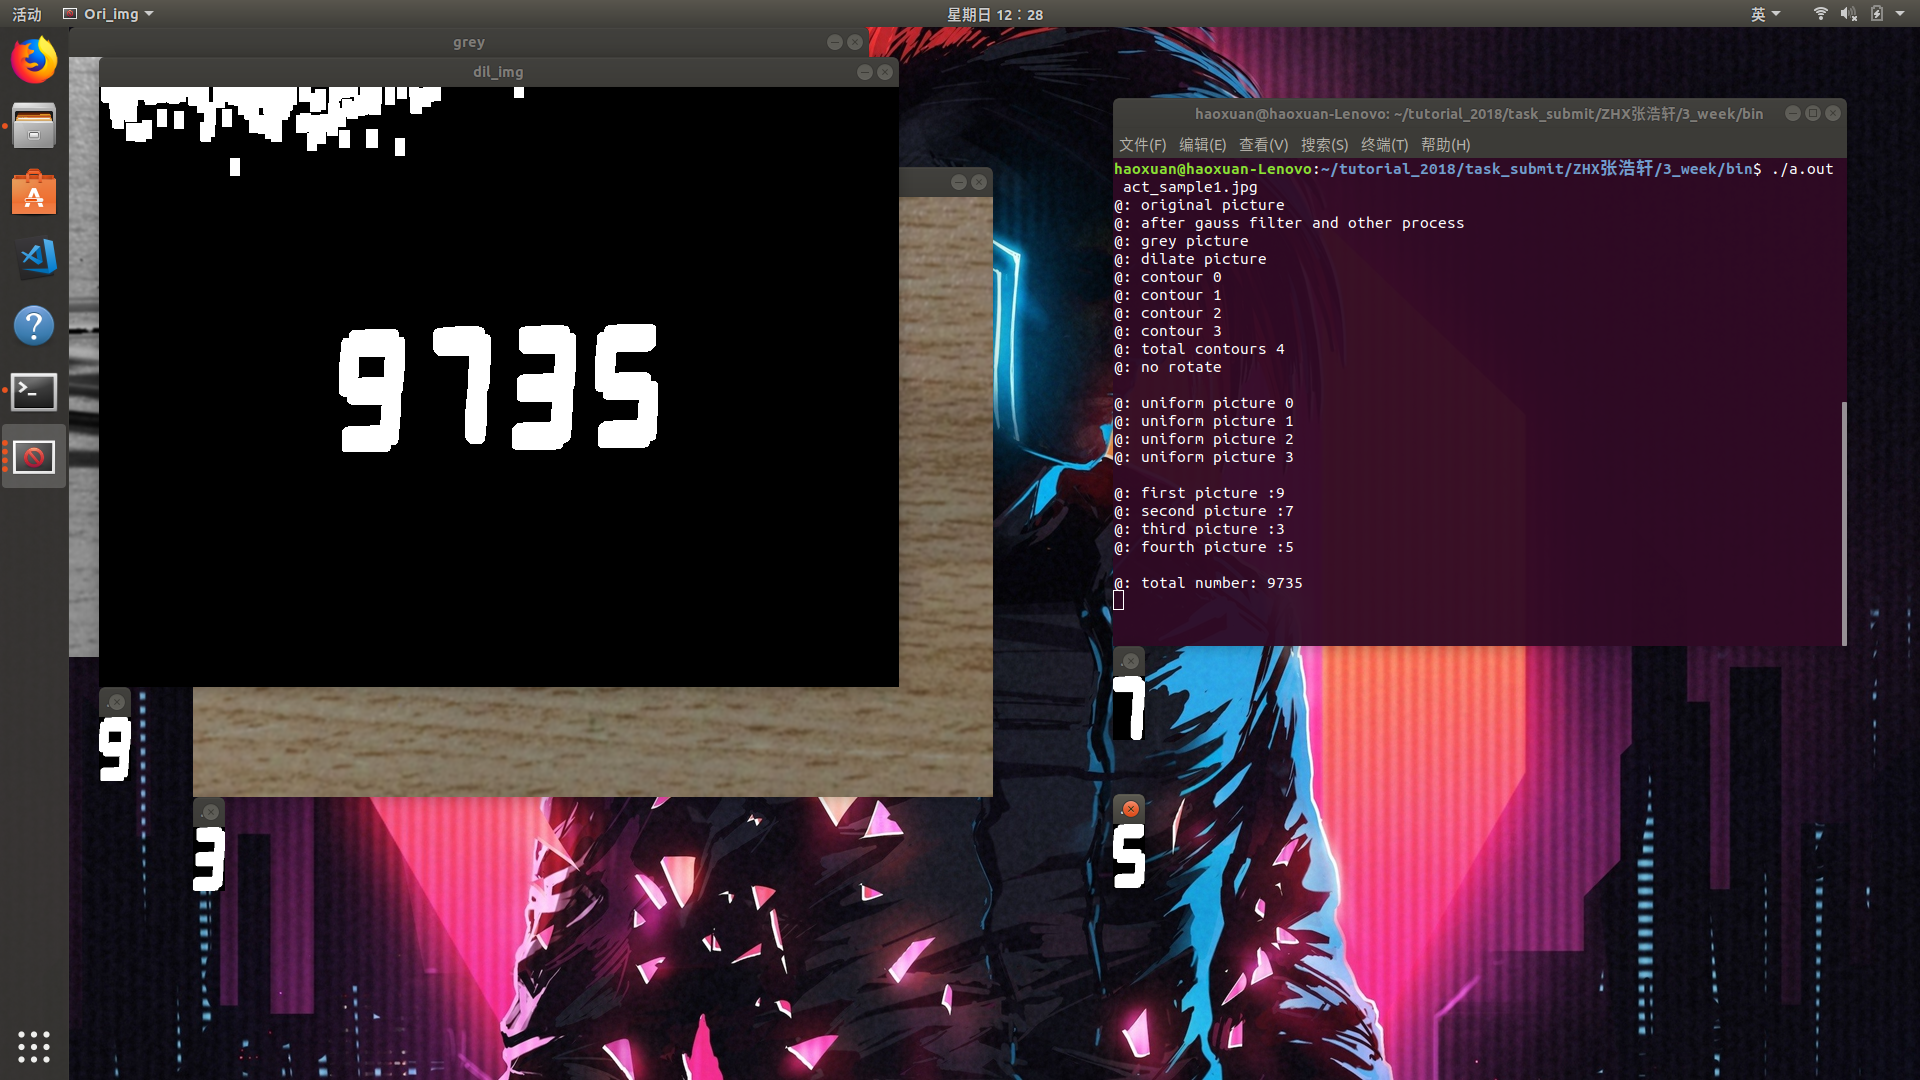 活动
Ori_img
星期日 12：28
英
grey
dil_img
9735
haoxuan@haoxuan-Lenovo: ~/tutorial_2018/task_submit/ZHX张浩轩/3_week/bin
文件(F) 编辑(E) 查看(V) 搜索(S) 终端(T) 帮助(H)
haoxuan@haoxuan-Lenovo:~/tutorial_2018/task_submit/ZHX张浩轩/3_week/bin$ ./a.out
act_sample1.jpg
@: original picture
@: after gauss filter and other process
@: grey picture
@: dilate picture
@: contour 0
@: contour 1
@: contour 2
@: contour 3
@: total contours 4
@: no rotate
@: uniform picture 0
@: uniform picture 1
@: uniform picture 2
@: uniform picture 3
@: first picture :9
@: second picture :7
@: third picture :3
@: fourth picture :5
@: total number: 9735
9
7
3
5